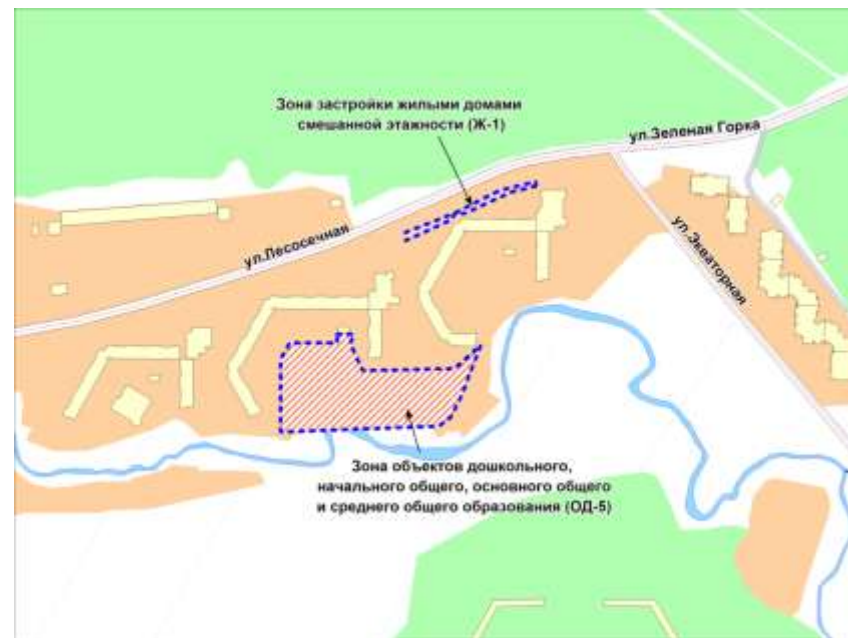 Зона застройки жилыми домами
смешанной этажности (Ж-1)
ул.Зеленая Горка
ул.Лесосечная
ул.Экваторная
Зона объектов дошкольного,
начального общего, основного общего
и среднего общего образования (ОД-5)